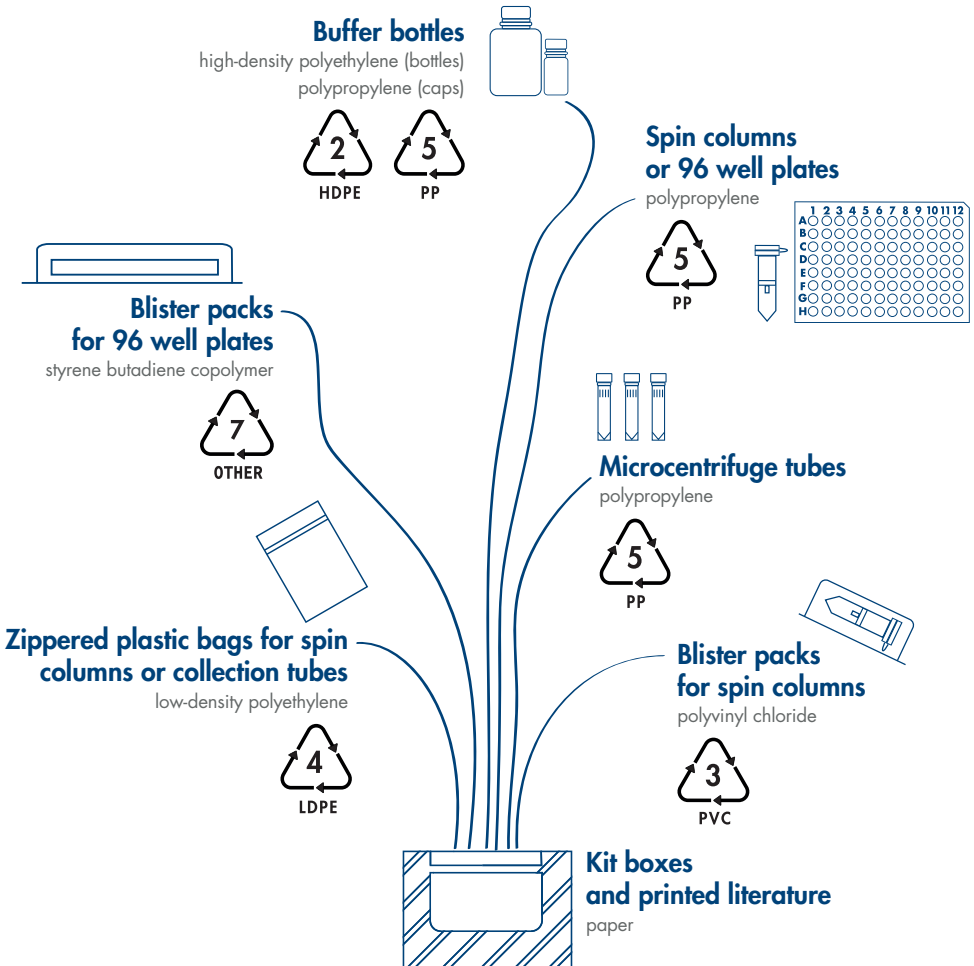 Buffer bottles
high-density polyethylene (bottles)
polypropylene (caps)
2
HDPE
5
PP
Spin columns
or 96 well plates
polypropylene
5
PP
1 2 3 4 5 6 7 8 9 10 11 12
A
B
C
D
E
F
G
H
Blister packs
for 96 well plates
styrene butadiene copolymer
7
OTHER
Microcentrifuge tubes
polypropylene
5
PP
Zippered plastic bags for spin
columns or collection tubes
low-density polyethylene
4
LDPE
Blister packs
for spin columns
polyvinyl chloride
3
PVC
Kit boxes
and printed literature
paper